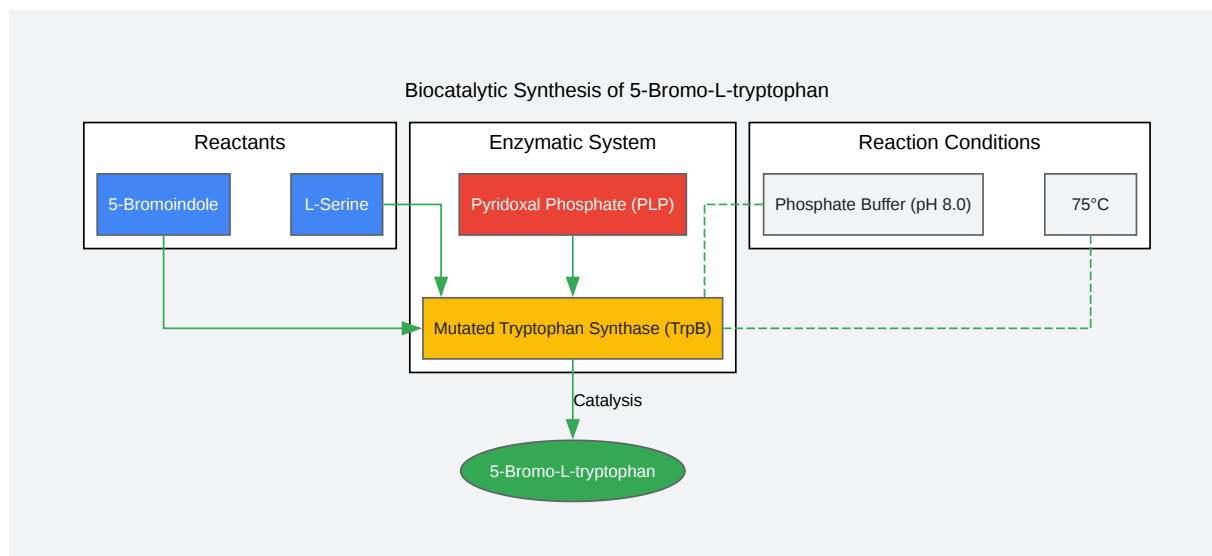 Biocatalytic Synthesis of 5-Bromo-L-tryptophan
Reactants
Enzymatic System
Reaction Conditions
5-Bromoindole
L-Serine
Pyridoxal Phosphate (PLP)
Phosphate Buffer (pH 8.0)
75°C
Mutated Tryptophan Synthase (TrpB)
Catalysis
5-Bromo-L-tryptophan